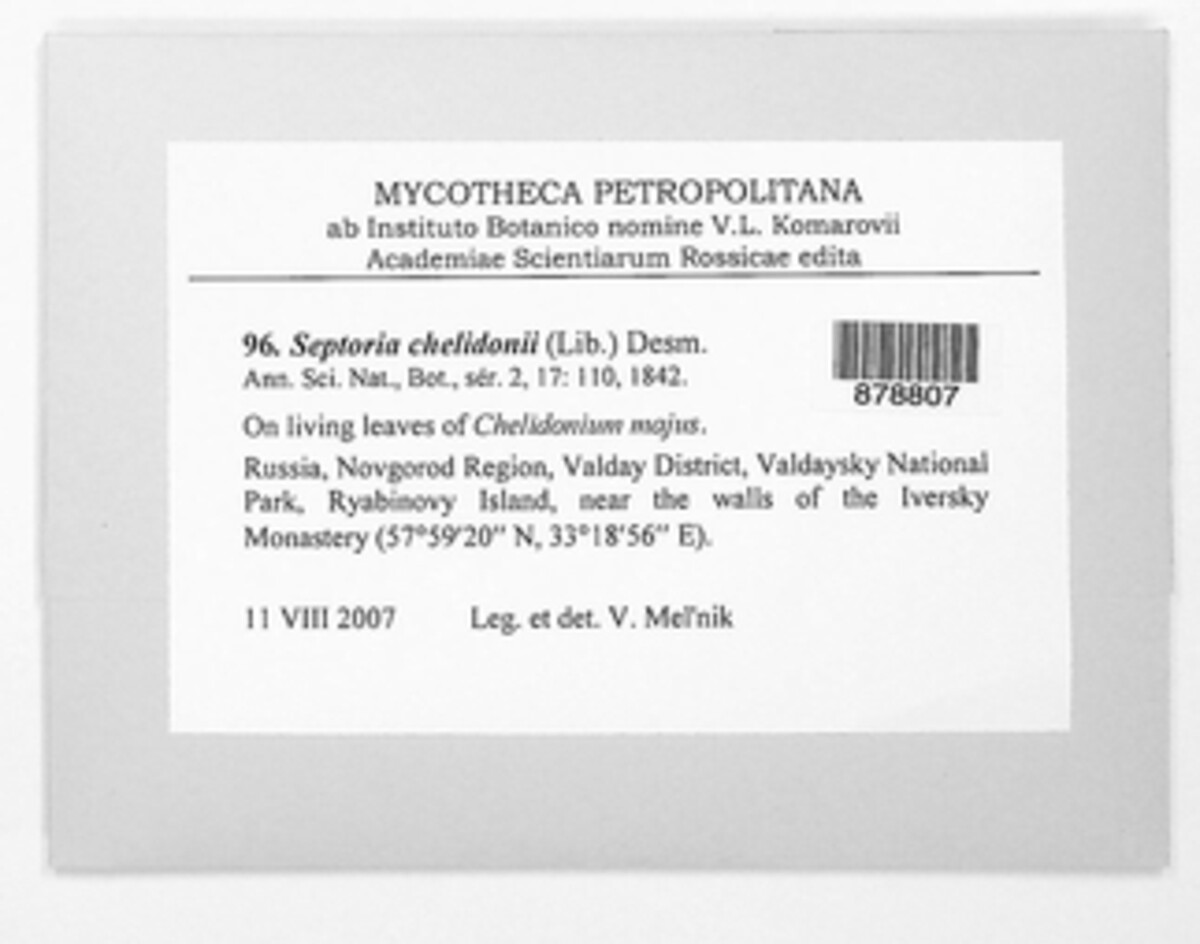 MYCOTHECA PETROPOLITANA
ab Instituto Botanico nomine V.L. Komarovii
Academiae Scientiarum Rossicae edita
96. Septoria chelidonii (Lib.) Desm.
Ann. Sci. Nat., Bot., sér. 2, 17: 110, 1842.
878807
On living leaves of Chelidonium majus.
Russia, Novgorod Region, Valday District, Valdaysky National
Park, Ryabinovy Island, near the walls of the Iversky
Monastery (57°59'20" N, 33°18'56" E).
11 VIII 2007 Leg. et det. V. Mel'nik